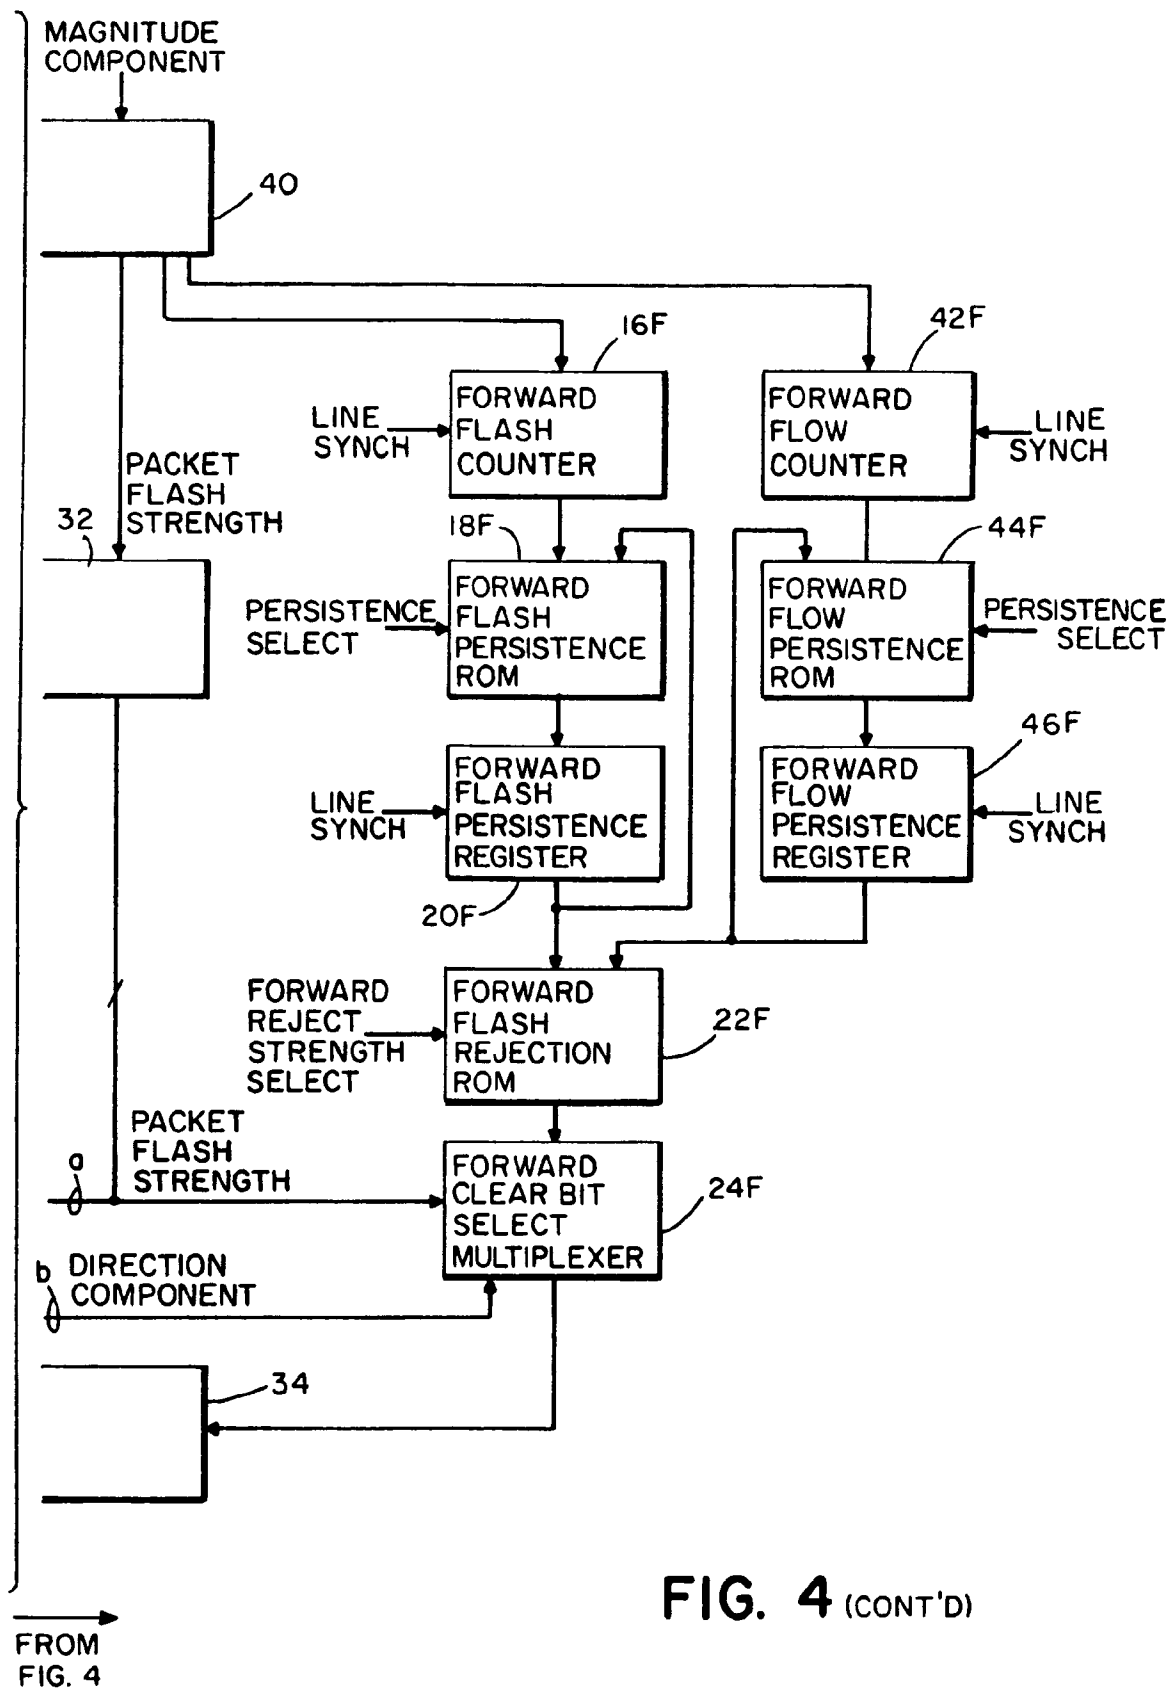 MAGNITUDE
COMPONENT
40
16F
42F
FORWARD
FLASH
COUNTER
LINE
SYNCH
FORWARD
FLOW
COUNTER
LINE
SYNCH
PACKET
FLASH
STRENGTH
32
18F
44F
PERSISTENCE
SELECT
FORWARD
FLASH
PERSISTENCE
ROM
FORWARD
FLOW
PERSISTENCE
ROM
PERSISTENCE
SELECT
46F
LINE
SYNCH
FORWARD
FLASH
PERSISTENCE
REGISTER
FORWARD
FLOW
PERSISTENCE
REGISTER
LINE
SYNCH
20F
FORWARD
REJECT
STRENGTH
SELECT
FORWARD
FLASH
REJECTION
ROM
22F
PACKET
FLASH
STRENGTH
a
FORWARD
CLEAR BIT
SELECT
MULTIPLEXER
24F
b
DIRECTION
COMPONENT
34
FIG. 4 (CONT'D)
FROM
FIG. 4